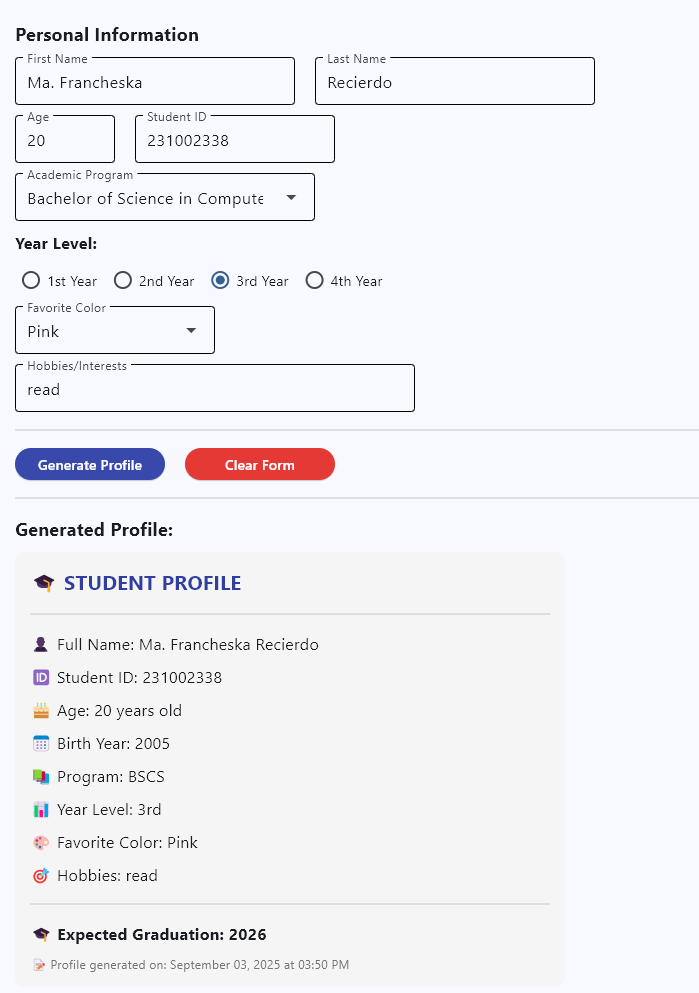 Personal Information
First Name
Last Name
Ma. Francheska
Recierdo
Age
Student ID
20
231002338
Academic Program
Bachelor of Science in Compute
Year Level:
1st Year 2nd Year 3rd Year 4th Year
Favorite Color
Pink
Hobbies/Interests
read
Generate Profile Clear Form
Generated Profile:
🎓 STUDENT PROFILE
👤 Full Name: Ma. Francheska Recierdo
🆔 Student ID: 231002338
🎂 Age: 20 years old
📅 Birth Year: 2005
📚 Program: BSCS
📊 Year Level: 3rd
🎨 Favorite Color: Pink
🎯 Hobbies: read
🎓 Expected Graduation: 2026
📝 Profile generated on: September 03, 2025 at 03:50 PM